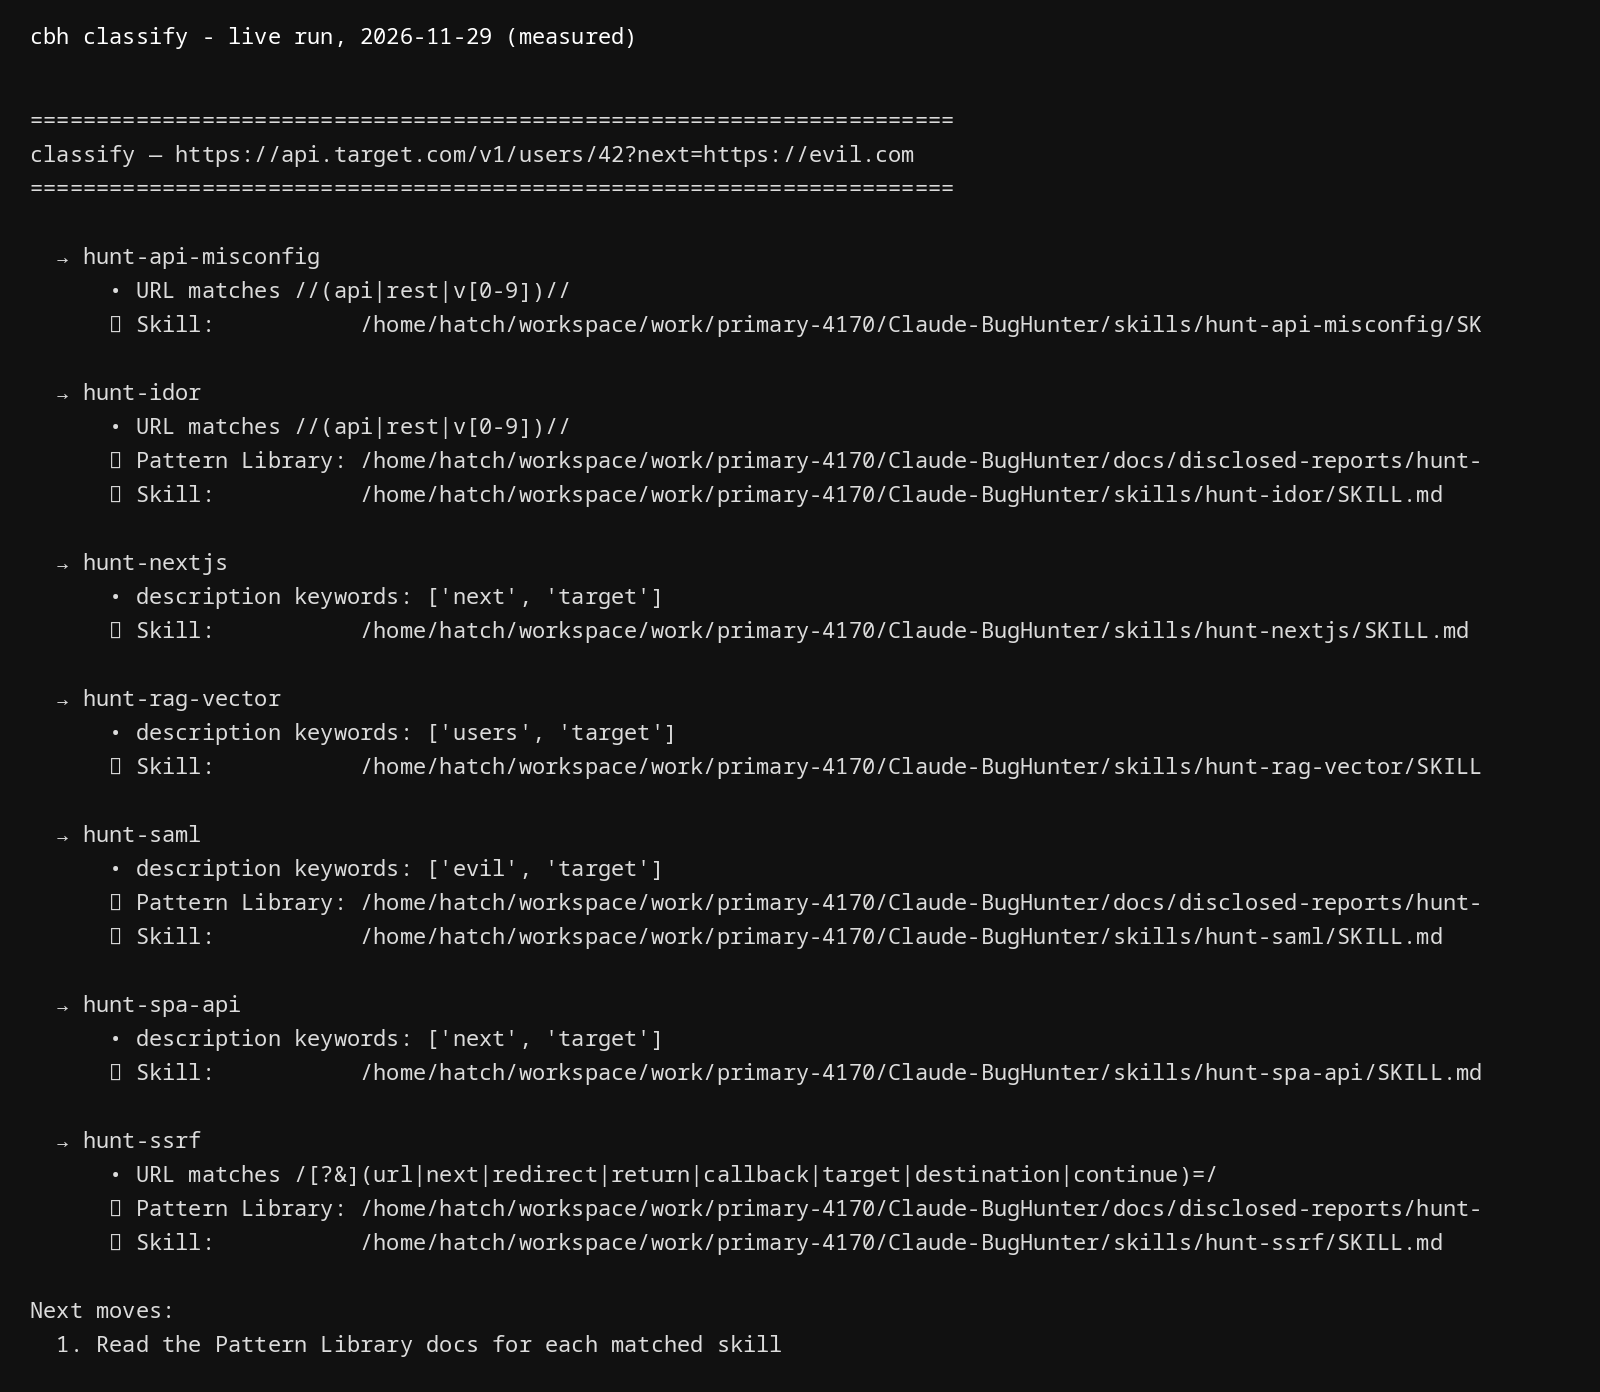 cbh classify - live run, 2026-11-29 (measured)
======================================================================
classify — https://api.target.com/v1/users/42?next=https://evil.com
======================================================================
→ hunt-api-misconfig
• URL matches //(api|rest|v[0-9])//
▯ Skill:           /home/hatch/workspace/work/primary-4170/Claude-BugHunter/skills/hunt-api-misconfig/SK
→ hunt-idor
• URL matches //(api|rest|v[0-9])//
▯ Pattern Library: /home/hatch/workspace/work/primary-4170/Claude-BugHunter/docs/disclosed-reports/hunt-
▯ Skill:           /home/hatch/workspace/work/primary-4170/Claude-BugHunter/skills/hunt-idor/SKILL.md
→ hunt-nextjs
• description keywords: ['next', 'target']
▯ Skill:           /home/hatch/workspace/work/primary-4170/Claude-BugHunter/skills/hunt-nextjs/SKILL.md
→ hunt-rag-vector
• description keywords: ['users', 'target']
▯ Skill:           /home/hatch/workspace/work/primary-4170/Claude-BugHunter/skills/hunt-rag-vector/SKILL
→ hunt-saml
• description keywords: ['evil', 'target']
▯ Pattern Library: /home/hatch/workspace/work/primary-4170/Claude-BugHunter/docs/disclosed-reports/hunt-
▯ Skill:           /home/hatch/workspace/work/primary-4170/Claude-BugHunter/skills/hunt-saml/SKILL.md
→ hunt-spa-api
• description keywords: ['next', 'target']
▯ Skill:           /home/hatch/workspace/work/primary-4170/Claude-BugHunter/skills/hunt-spa-api/SKILL.md
→ hunt-ssrf
• URL matches /[?&](url|next|redirect|return|callback|target|destination|continue)=/
▯ Pattern Library: /home/hatch/workspace/work/primary-4170/Claude-BugHunter/docs/disclosed-reports/hunt-
▯ Skill:           /home/hatch/workspace/work/primary-4170/Claude-BugHunter/skills/hunt-ssrf/SKILL.md
Next moves:
1. Read the Pattern Library docs for each matched skill